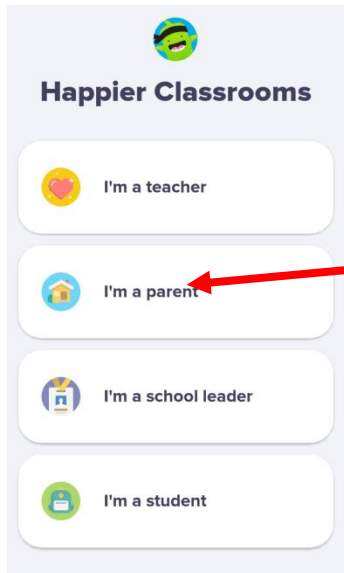 Happier Classrooms
I'm a teacher
I'm a parent
I'm a school leader
I'm a student